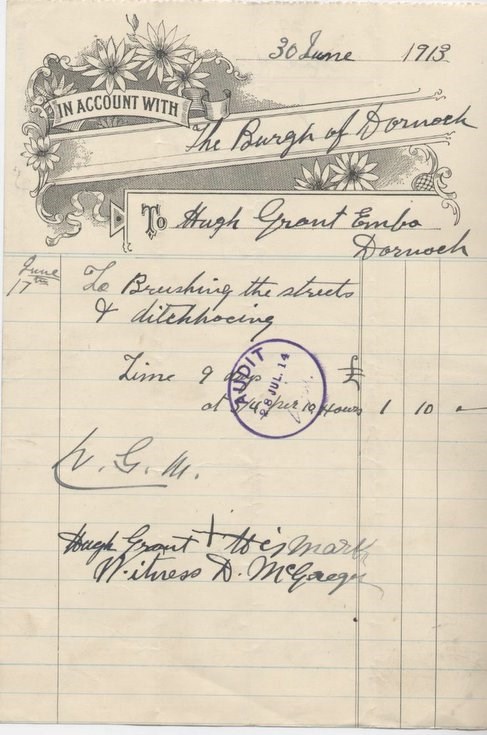 30 June 1913
IN ACCOUNT WITH
The Burgh of Dornoch
To Hugh Grant Embo
Dornoch
June
17th
To Brushing the streets
& ditchhoeing
Time 9 days £
at 3/4 per 10 Hours 1 10 -
AUDIT
28 JUL. 14
Hugh Grant + His mark
Witness D. McGregor